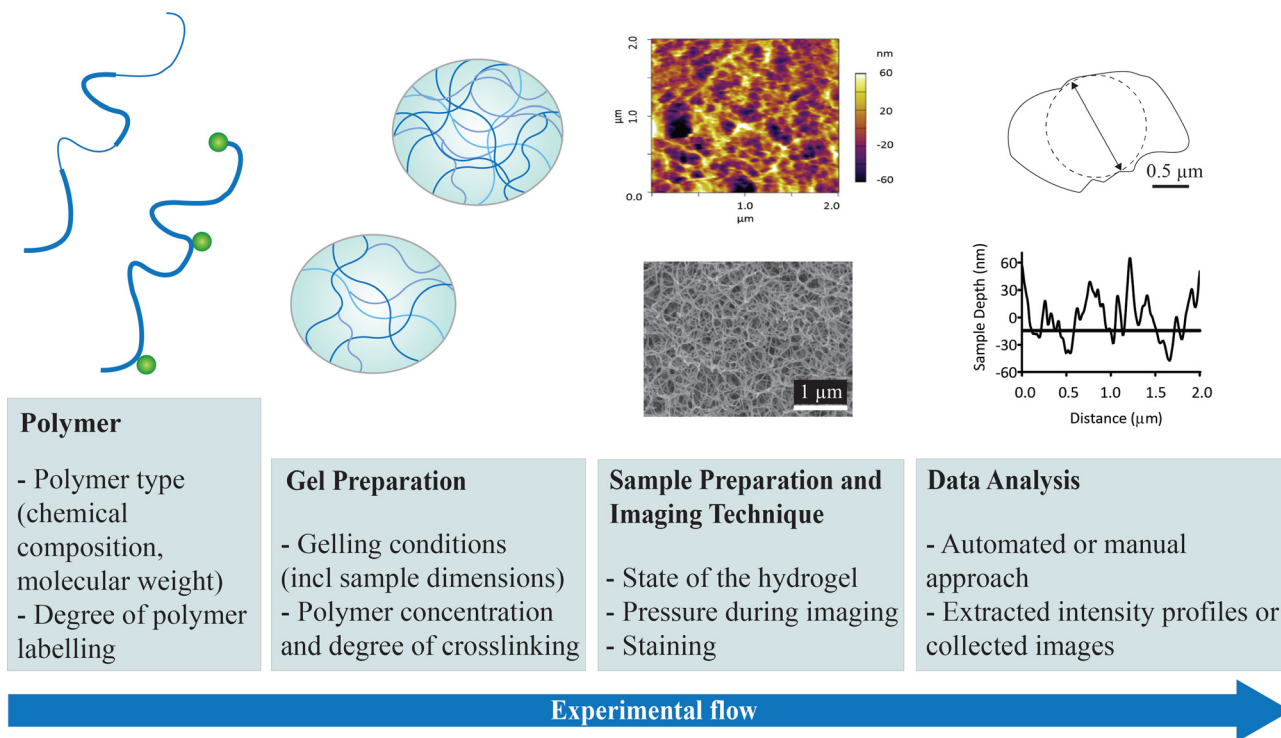 2.0
1.0
0.0
μm
1.0
2.0
μm
nm
60
20
-20
-60
0.5 μm
1 μm
Sample Depth (nm)
60
30
0
-30
-60
0.0
0.5
1.0
1.5
2.0
Distance (μm)
Polymer
- Polymer type
(chemical
composition,
molecular weight)
- Degree of polymer
labelling
Gel Preparation
- Gelling conditions
(incl sample dimensions)
- Polymer concentration
and degree of crosslinking
Sample Preparation and
Imaging Technique
- State of the hydrogel
- Pressure during imaging
- Staining
Data Analysis
- Automated or manual
approach
- Extracted intensity profiles or
collected images
Experimental flow